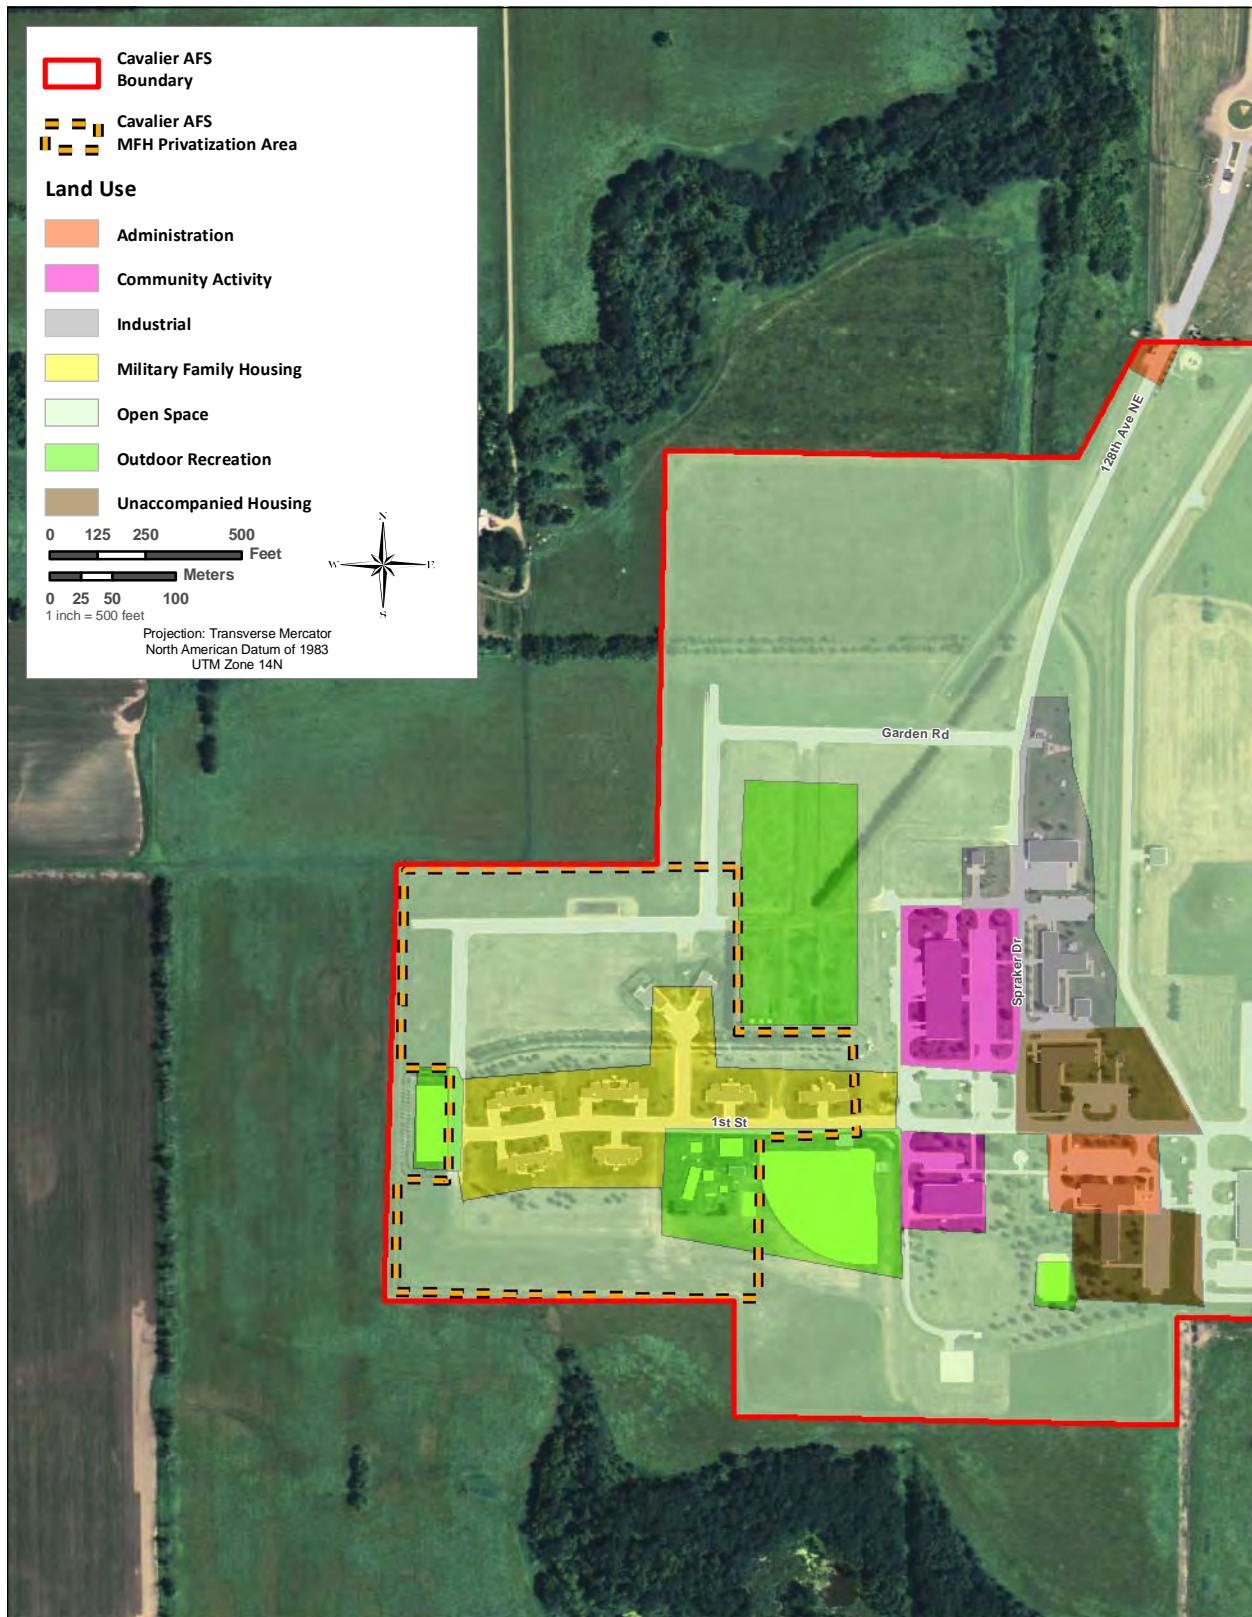 Cavalier AFS
Boundary
Cavalier AFS
MFH Privatization Area
Land Use
Administration
Community Activity
Industrial
Military Family Housing
Open Space
Outdoor Recreation
Unaccompanied Housing
0 125 250 500
Feet
Meters
0 25 50 100
1 inch = 500 feet
N
W E
S
Projection: Transverse Mercator
North American Datum of 1983
UTM Zone 14N
128th Ave NE
Garden Rd
Spraker Dr
1st St